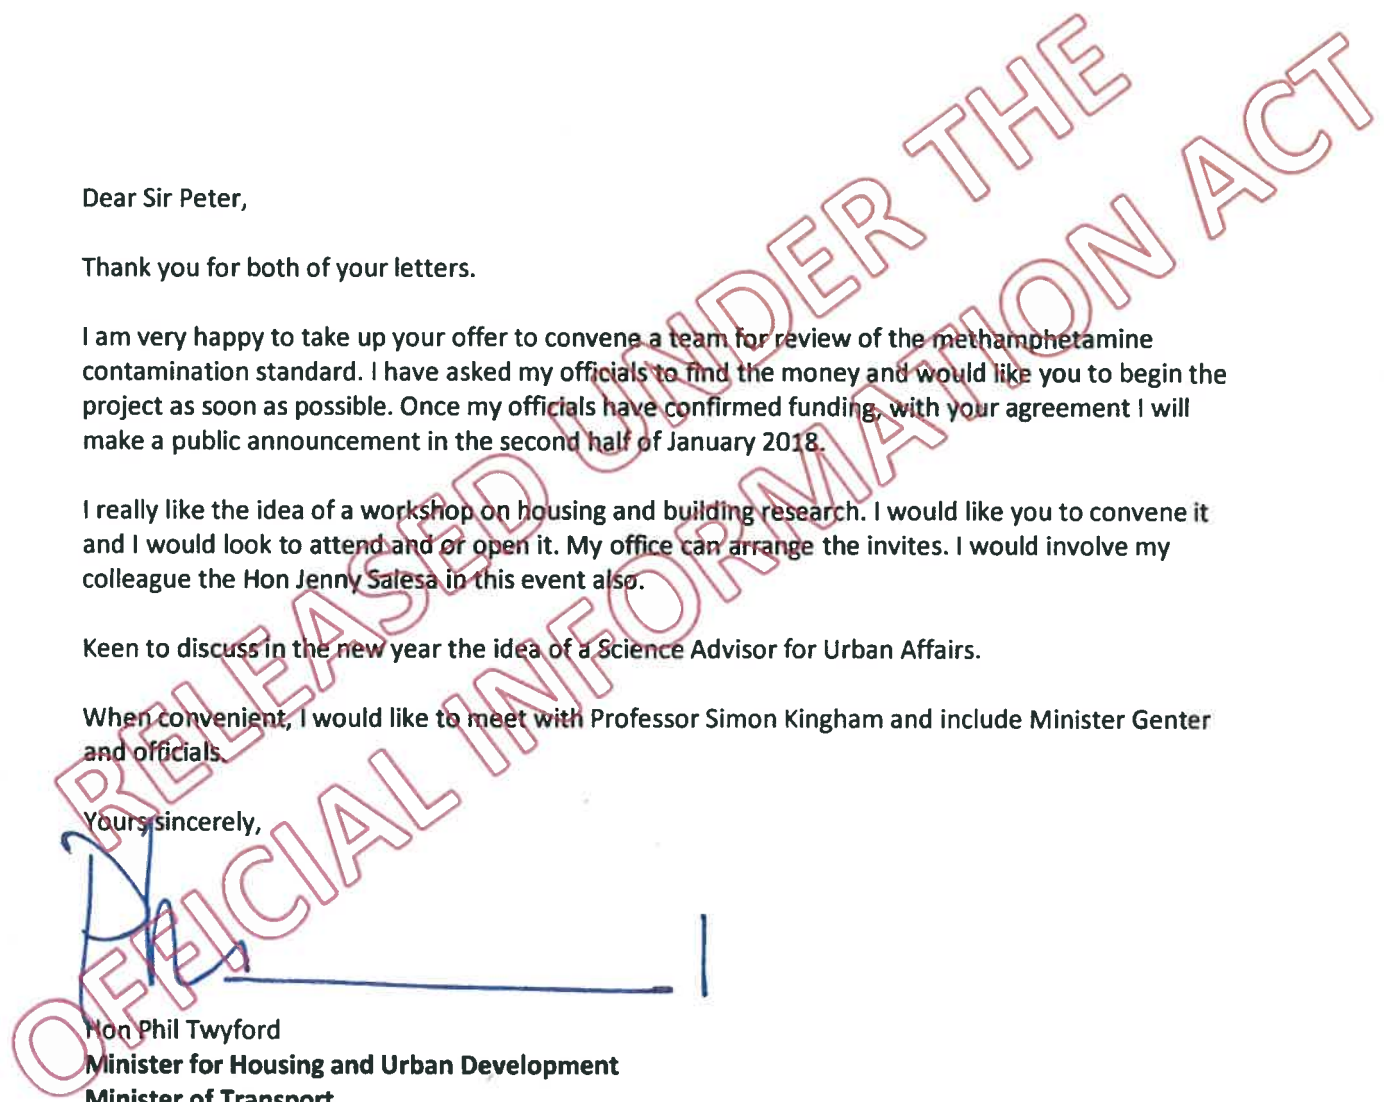 Dear Sir Peter,
Thank you for both of your letters.
I am very happy to take up your offer to convene a team for review of the methamphetamine
contamination standard. I have asked my officials to find the money and would like you to begin the
project as soon as possible. Once my officials have confirmed funding, with your agreement I will
make a public announcement in the second half of January 2018.
I really like the idea of a workshop on housing and building research. I would like you to convene it
and I would look to attend and or open it. My office can arrange the invites. I would involve my
colleague the Hon Jenny Salesa in this event also.
Keen to discuss in the new year the idea of a Science Advisor for Urban Affairs.
When convenient, I would like to meet with Professor Simon Kingham and include Minister Genter
and officials.
Yours sincerely,
Hon Phil Twyford
Minister for Housing and Urban Development
Minister of Transport
RELEASED UNDER THE
OFFICIAL INFORMATION ACT